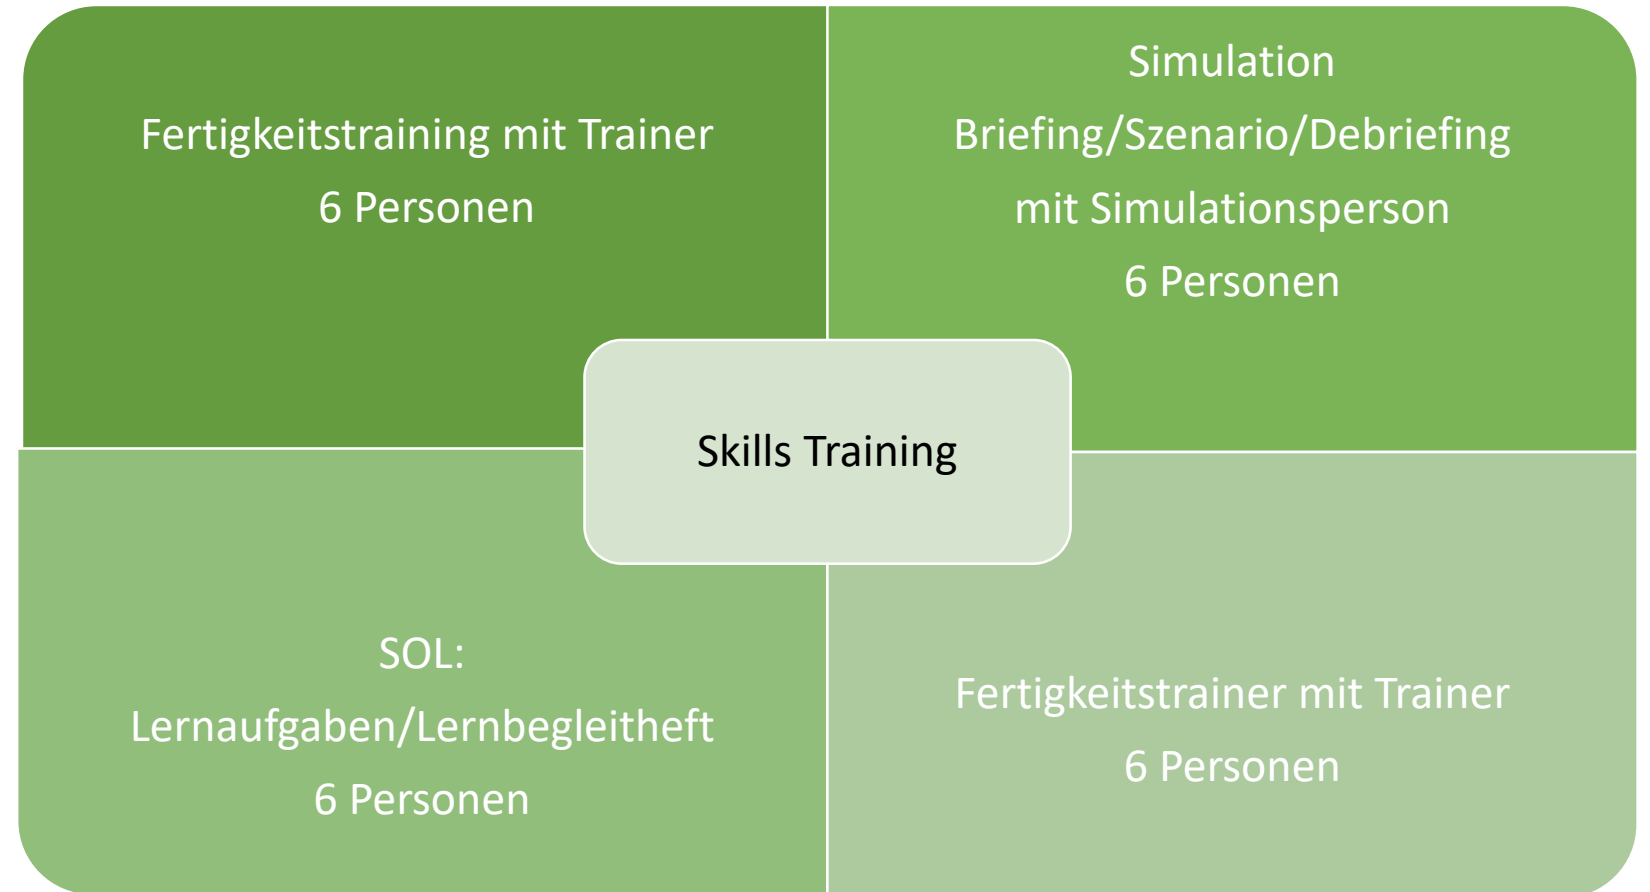 Fertigkeitstraining mit Trainer
6 Personen
Simulation
Briefing/Szenario/Debriefing
mit Simulationsperson
6 Personen
Skills Training
SOL:
Lernaufgaben/Lernbegleitheft
6 Personen
Fertigkeitstrainer mit Trainer
6 Personen